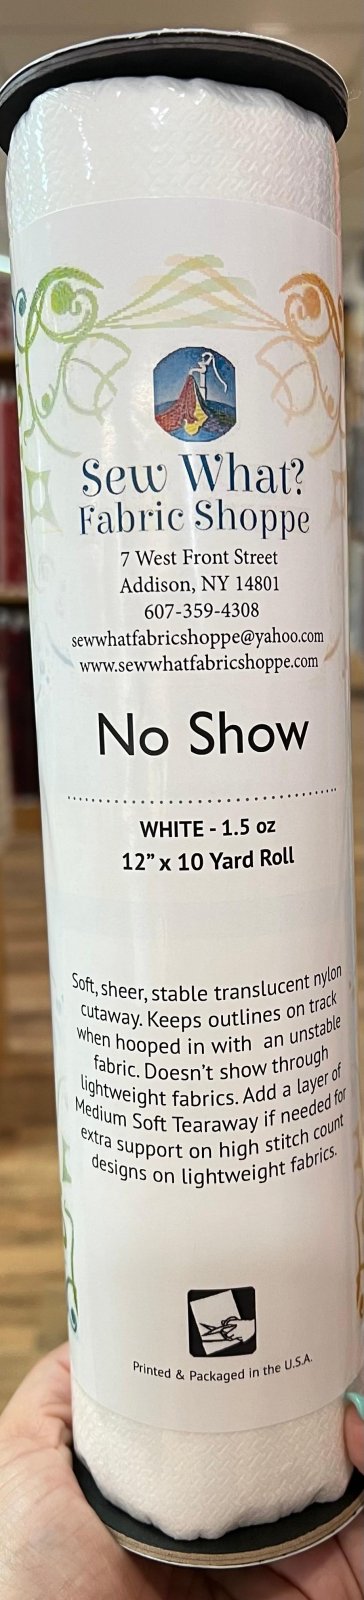 Sew What?
Fabric Shoppe
7 West Front Street
Addison, NY 14801
607-359-4308
sewwhatfabricshoppe@yahoo.com
www.sewwhatfabricshoppe.com
No Show
WHITE - 1.5 oz
12" x 10 Yard Roll
Soft, sheer, stable translucent nylon
cutaway. Keeps outlines on track
when hooped in with an unstable
fabric. Doesn't show through
lightweight fabrics. Add a layer of
Medium Soft Tearaway if needed for
extra support on high stitch count
designs on lightweight fabrics.
Printed & Packaged in the U.S.A.